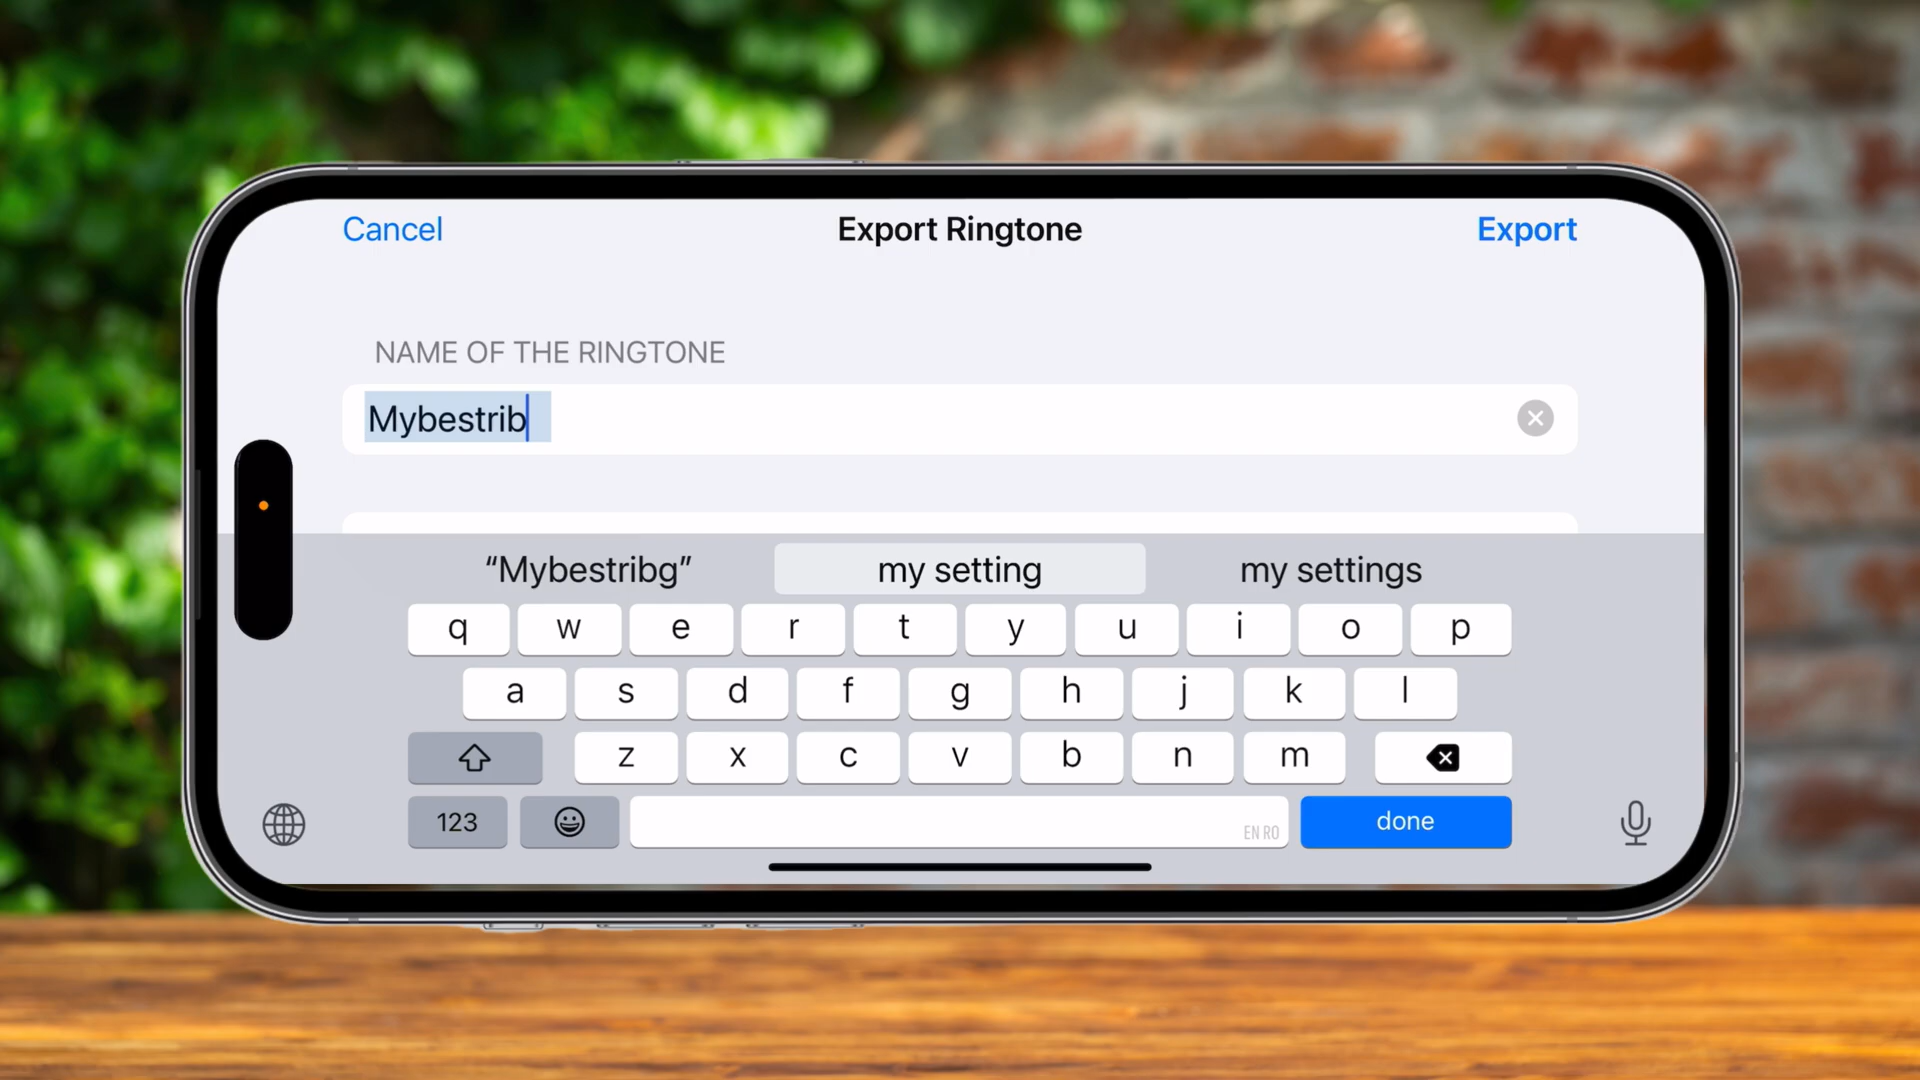 Cancel Export Ringtone Export
NAME OF THE RINGTONE
Mybestrib
“Mybestribg” my setting my settings
q w e r t y u i o p
a s d f g h j k l
z x c v b n m
123 EN RO done